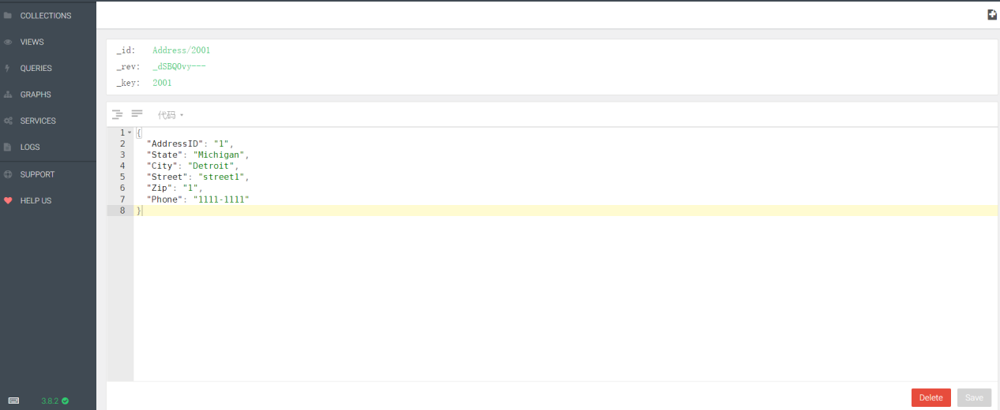 COLLECTIONS
VIEWS
QUERIES
GRAPHS
SERVICES
LOGS
SUPPORT
HELP US
3.8.2
_id: Address/2001
_rev: _dSBQ0vy---
_key: 2001
代码
1 {
2 "AddressID": "1",
3 "State": "Michigan",
4 "City": "Detroit",
5 "Street": "street1",
6 "Zip": "1",
7 "Phone": "1111-1111"
8 }
Delete Save